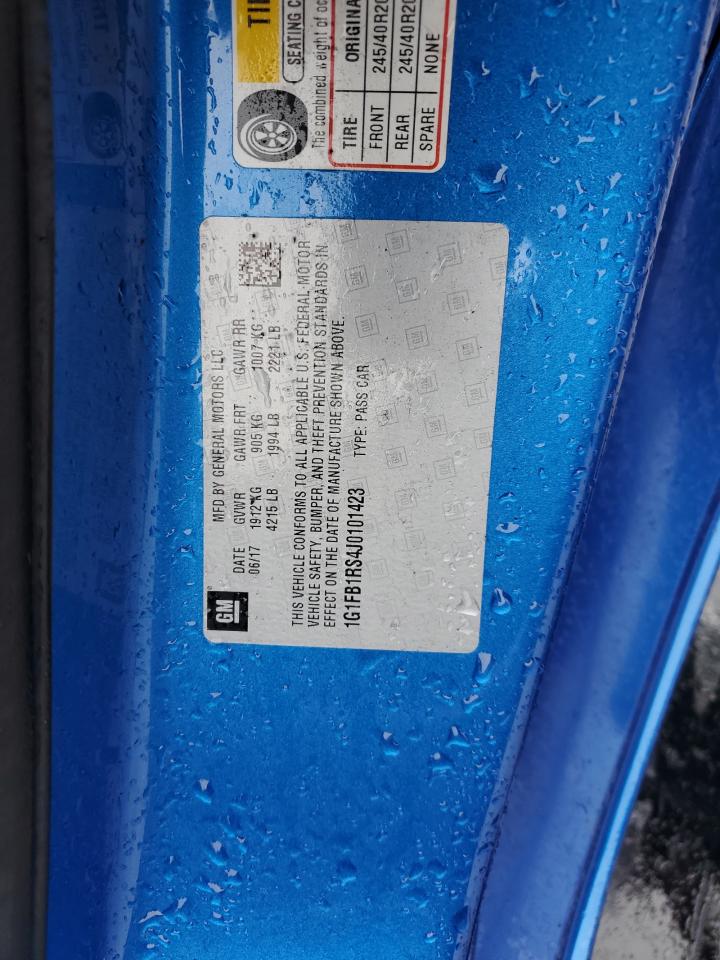 TIR
SEATING C
The combined weight of oc
TIRE ORIGINA
FRONT 245/40R20
REAR 245/40R20
SPARE NONE
MFD BY GENERAL MOTORS LLC
DATE GVWR GAWR FRT GAWR RR
06/17 1912 KG 905 KG 1007 KG
4215 LB 1994 LB 2221 LB
GM
THIS VEHICLE CONFORMS TO ALL APPLICABLE U.S. FEDERAL MOTOR
VEHICLE SAFETY, BUMPER, AND THEFT PREVENTION STANDARDS IN
EFFECT ON THE DATE OF MANUFACTURE SHOWN ABOVE.
1G1FB1RS4J0101423 TYPE: PASS CAR